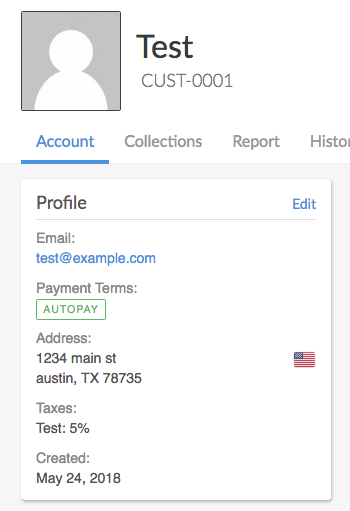 Test
CUST-0001
Account Collections Report Histo
Profile Edit
Email:
test@example.com
Payment Terms:
AUTOPAY
Address:
1234 main st
austin, TX 78735
Taxes:
Test: 5%
Created:
May 24, 2018